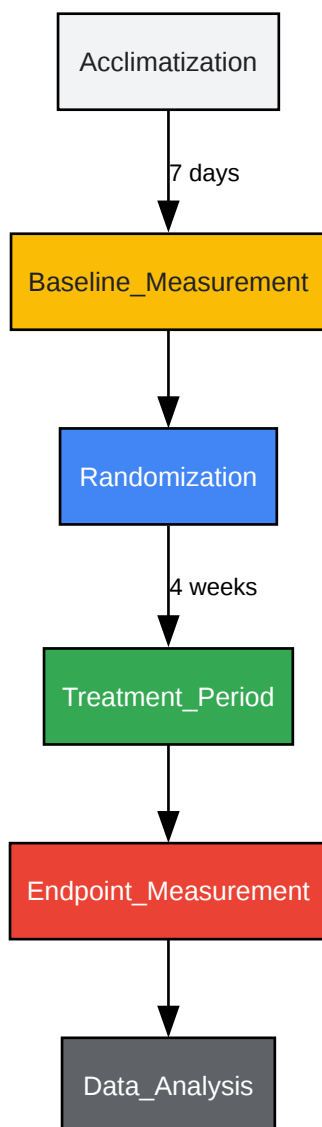 Acclimatization
7 days
Baseline_Measurement
Randomization
4 weeks
Treatment_Period
Endpoint_Measurement
Data_Analysis